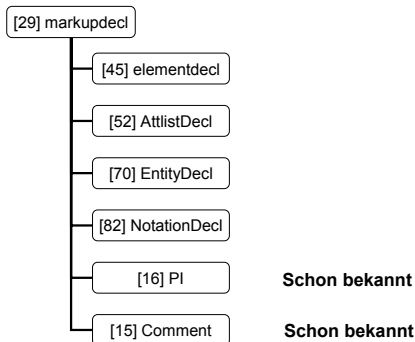 [29] markupdecl
[45] elementdecl
[52] AttlistDecl
[70] EntityDecl
[82] NotationDecl
[16] PI Schon bekannt
[15] Comment Schon bekannt